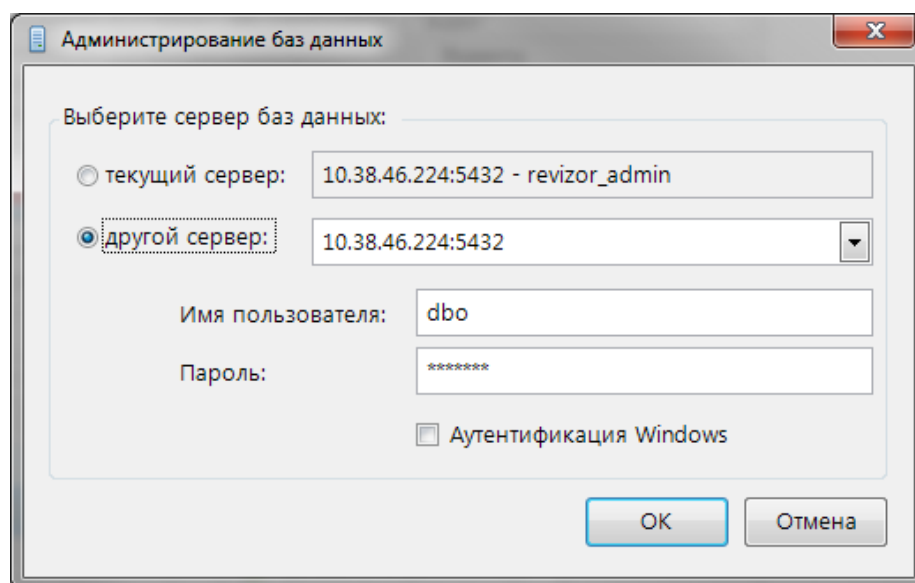 Администрирование баз данных
Выберите сервер баз данных:
текущий сервер: 10.38.46.224:5432 - revizor_admin
другой сервер: 10.38.46.224:5432
Имя пользователя: dbo
Пароль: *******
Аутентификация Windows
OK Отмена